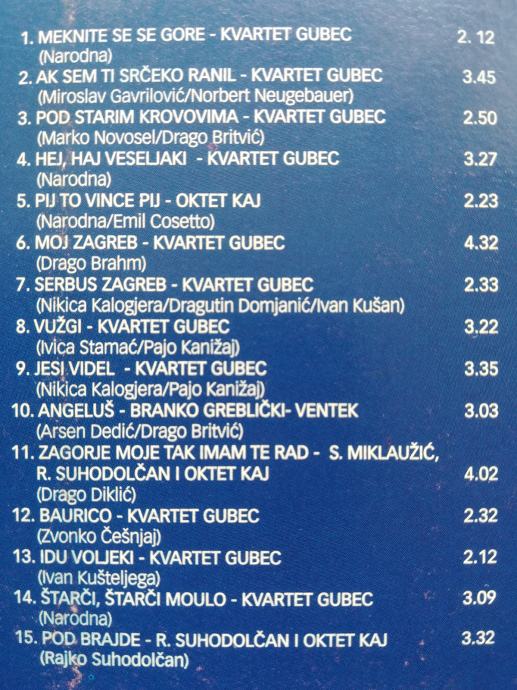 1. MEKNITE SE SE GORE - KVARTET GUBEC 2. 12
(Narodna)
2. AK SEM TI SRČEKO RANIL - KVARTET GUBEC 3.45
(Miroslav Gavrilović/Norbert Neugebauer)
3. POD STARIM KROVOVIMA - KVARTET GUBEC 2.50
(Marko Novosel/Drago Britvić)
4. HEJ, HAJ VESELJAKI - KVARTET GUBEC 3.27
(Narodna)
5. PIJ TO VINCE PIJ - OKTET KAJ 2.23
(Narodna/Emil Cosetto)
6. MOJ ZAGREB - KVARTET GUBEC 4.32
(Drago Brahm)
7. SERBUS ZAGREB - KVARTET GUBEC 2.33
(Nikica Kalogjera/Dragutin Domjanić/Ivan Kušan)
8. VUŽGI - KVARTET GUBEC 3.22
(Ivica Stamać/Pajo Kanižaj)
9. JESI VIDEL - KVARTET GUBEC 3.35
(Nikica Kalogjera/Pajo Kanižaj)
10. ANGELUŠ - BRANKO GREBLIČKI- VENTEK 3.03
(Arsen Dedić/Drago Britvić)
11. ZAGORJE MOJE TAK IMAM TE RAD - S. MIKLAUŽIĆ,
R. SUHODOLČAN I OKTET KAJ 4.02
(Drago Diklić)
12. BAURICO - KVARTET GUBEC 2.32
(Zvonko Češnjaj)
13. IDU VOLJEKI - KVARTET GUBEC 2.12
(Ivan Kušteljega)
14. ŠTARČI, ŠTARČI MOULO - KVARTET GUBEC 3.09
(Narodna)
15. POD BRAJDE - R. SUHODOLČAN I OKTET KAJ 3.32
(Rajko Suhodolčan)